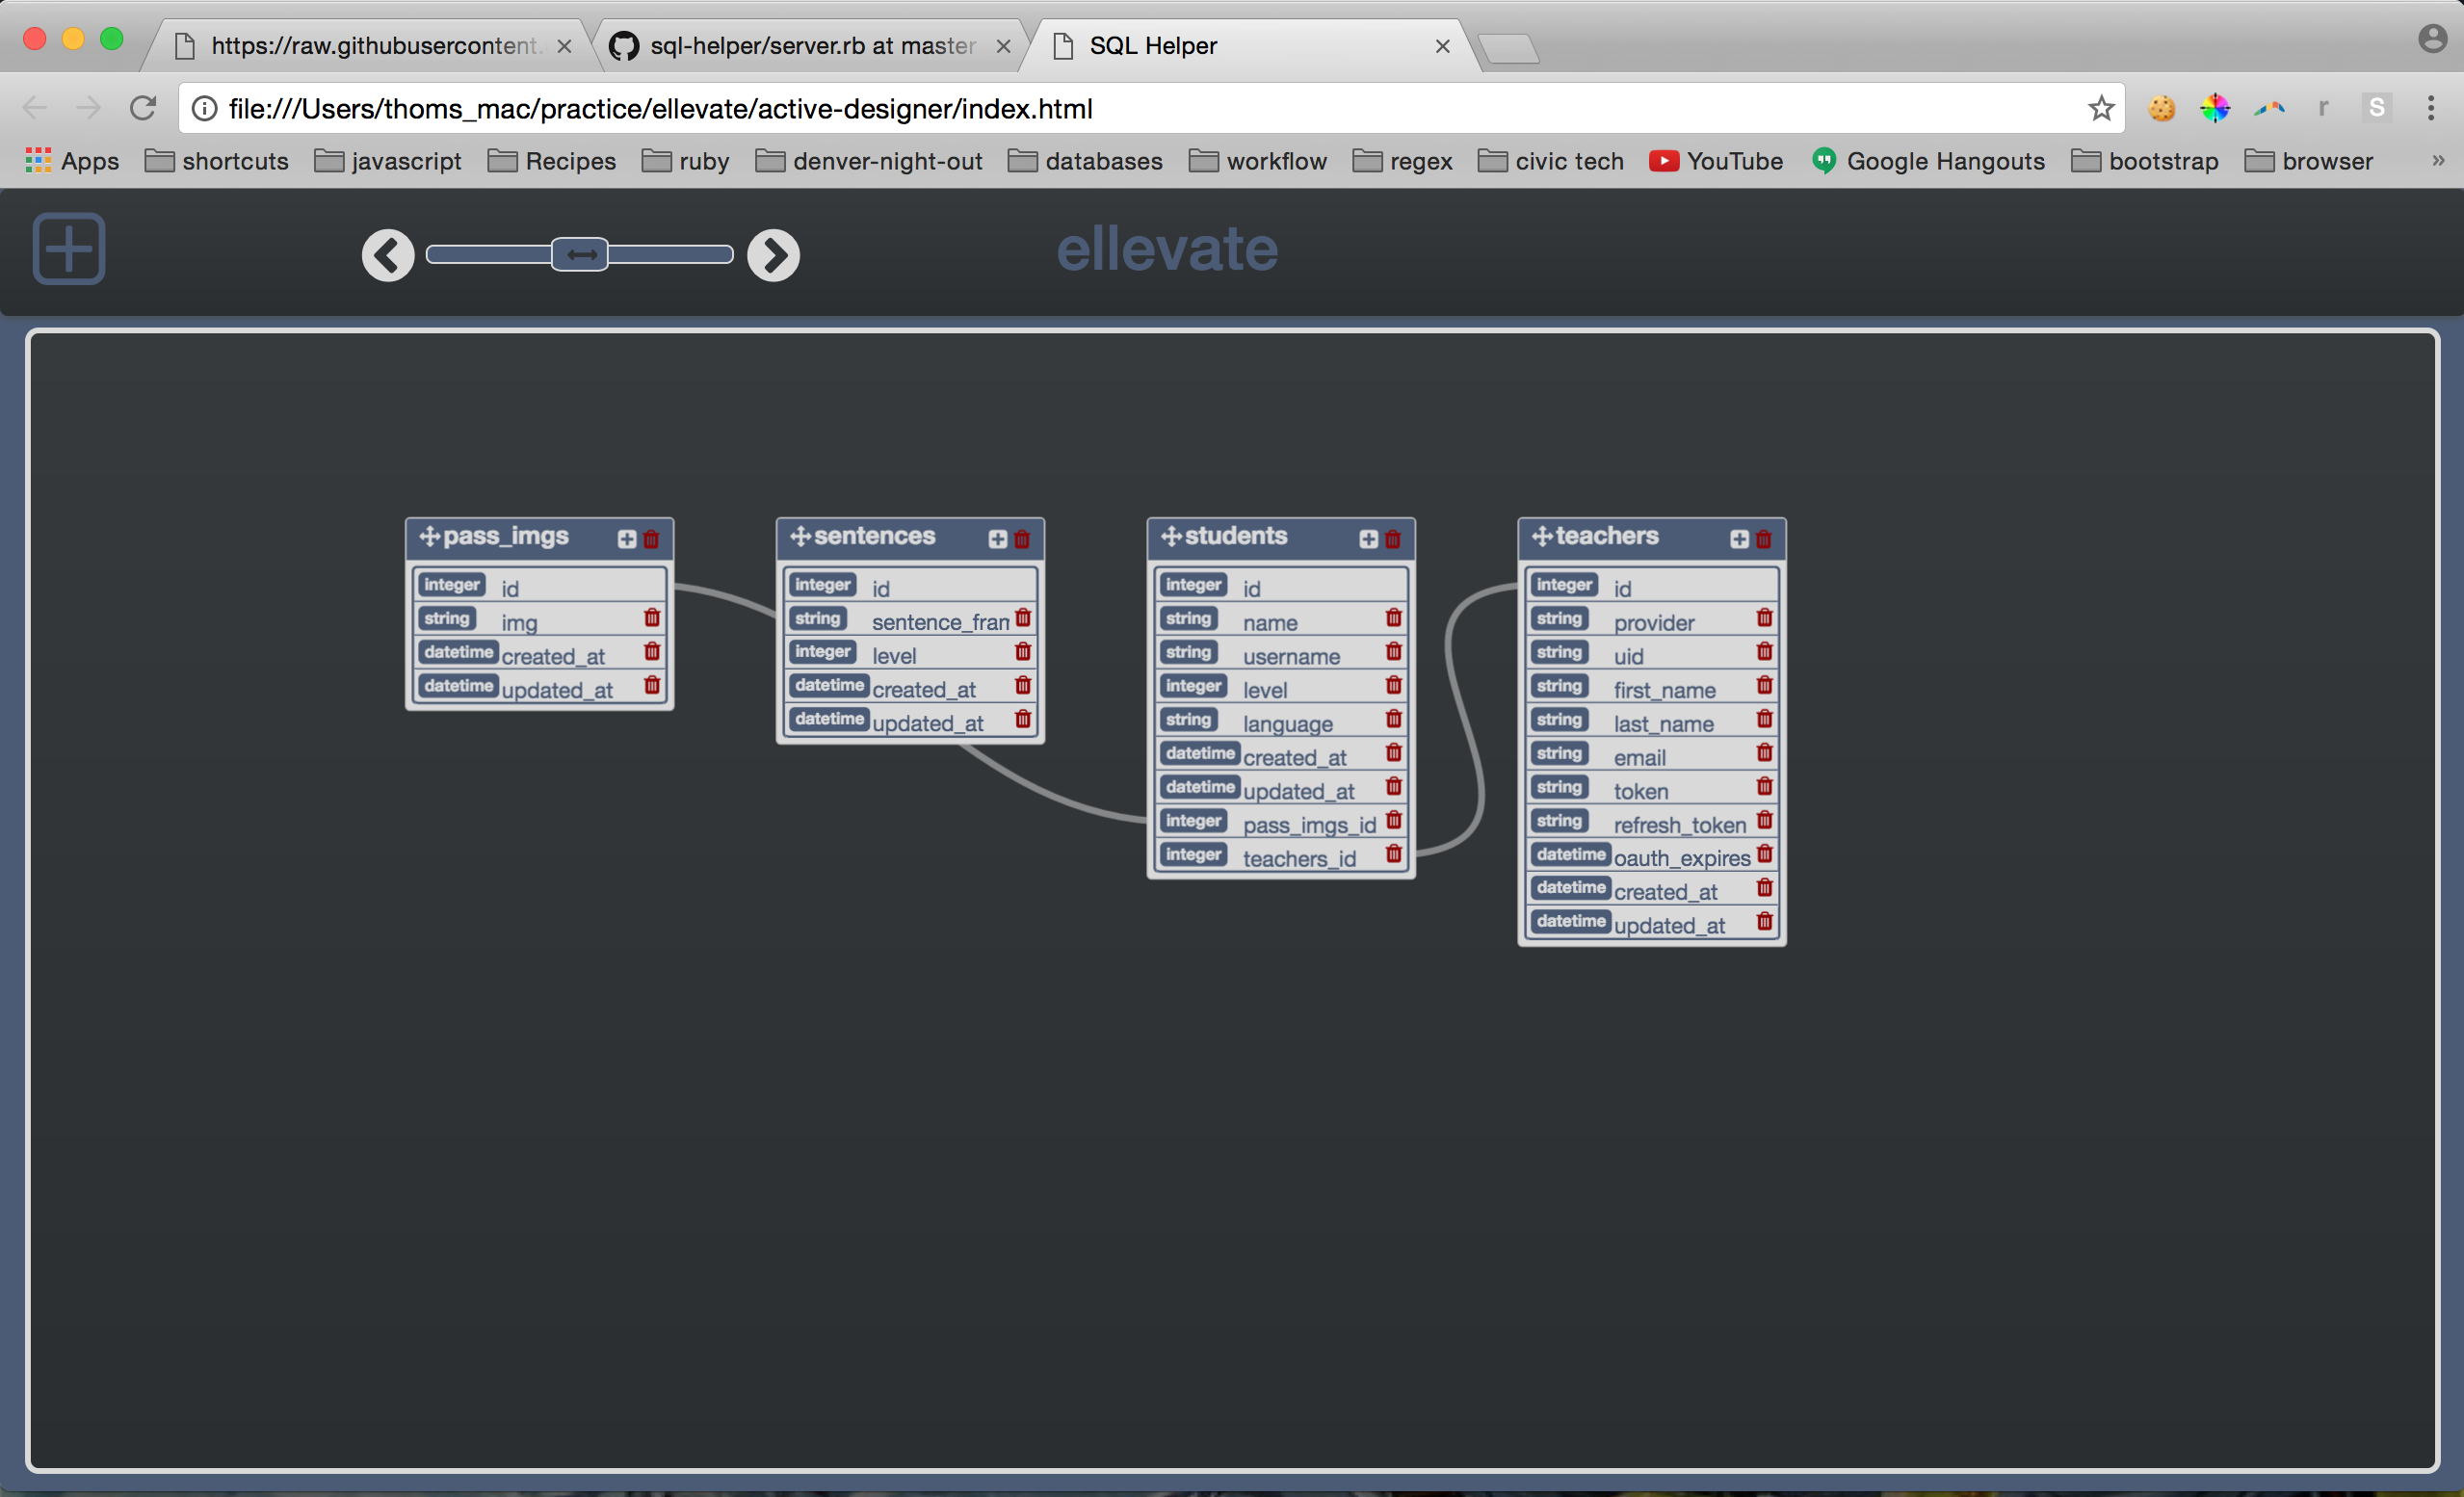 https://raw.githubusercontent.
sql-helper/server.rb at master
SQL Helper
file:///Users/thoms_mac/practice/ellevate/active-designer/index.html
r
S
Apps
shortcuts
javascript
Recipes
ruby
denver-night-out
databases
workflow
regex
civic tech
YouTube
Google Hangouts
bootstrap
browser
»
ellevate
pass_imgs
integer id
string img
datetime created_at
datetime updated_at
sentences
integer id
string sentence_fran
integer level
datetime created_at
datetime updated_at
students
integer id
string name
string username
integer level
string language
datetime created_at
datetime updated_at
integer pass_imgs_id
integer teachers_id
teachers
integer id
string provider
string uid
string first_name
string last_name
string email
string token
string refresh_token
datetime oauth_expires
datetime created_at
datetime updated_at